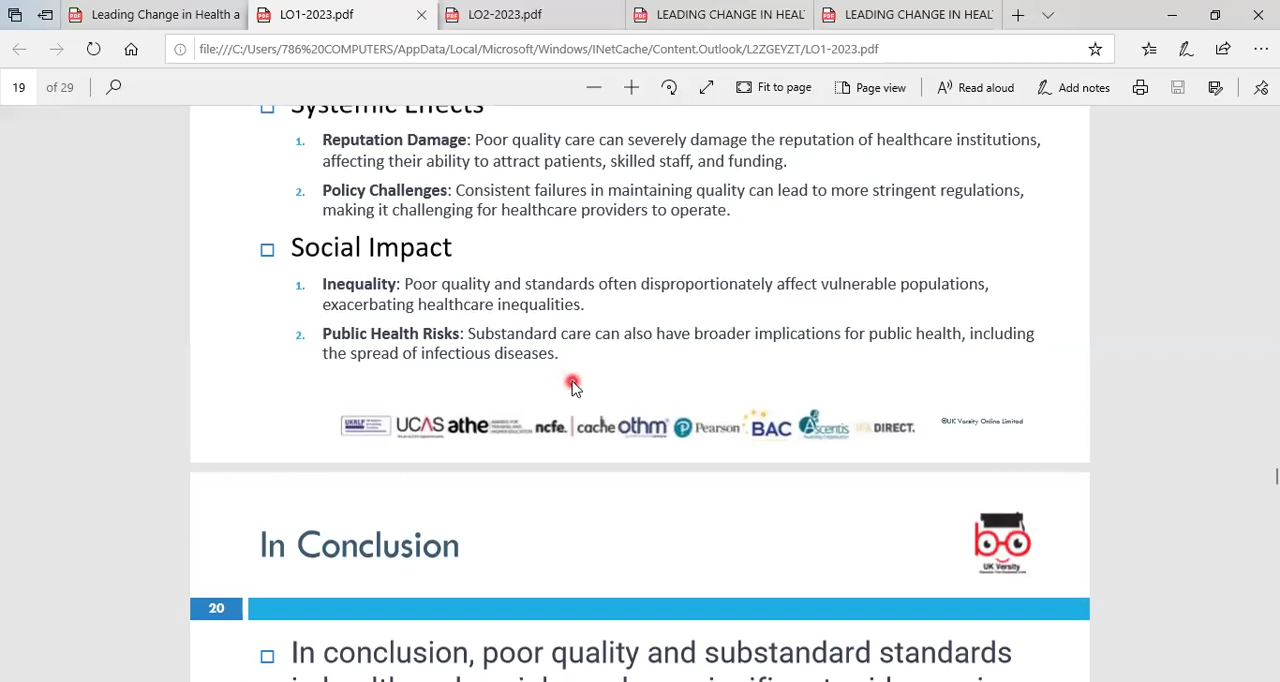 Leading Change in Health a
LO1-2023.pdf
LO2-2023.pdf
LEADING CHANGE IN HEAL
LEADING CHANGE IN HEAL
file:///C:/Users/786%20COMPUTERS/AppData/Local/Microsoft/Windows/INetCache/Content.Outlook/L2ZGEYZT/LO1-2023.pdf
19 of 29
Fit to page
Page view
Read aloud
Add notes
Systemic Effects
1. Reputation Damage: Poor quality care can severely damage the reputation of healthcare institutions,
affecting their ability to attract patients, skilled staff, and funding.
2. Policy Challenges: Consistent failures in maintaining quality can lead to more stringent regulations,
making it challenging for healthcare providers to operate.
Social Impact
1. Inequality: Poor quality and standards often disproportionately affect vulnerable populations,
exacerbating healthcare inequalities.
2. Public Health Risks: Substandard care can also have broader implications for public health, including
the spread of infectious diseases.
UKRLP UCAS athe ncfe. cache othm Pearson BAC Ascentis DIRECT.
©UK Versity Online Limited
In Conclusion
UK Versity
20
In conclusion, poor quality and substandard standards